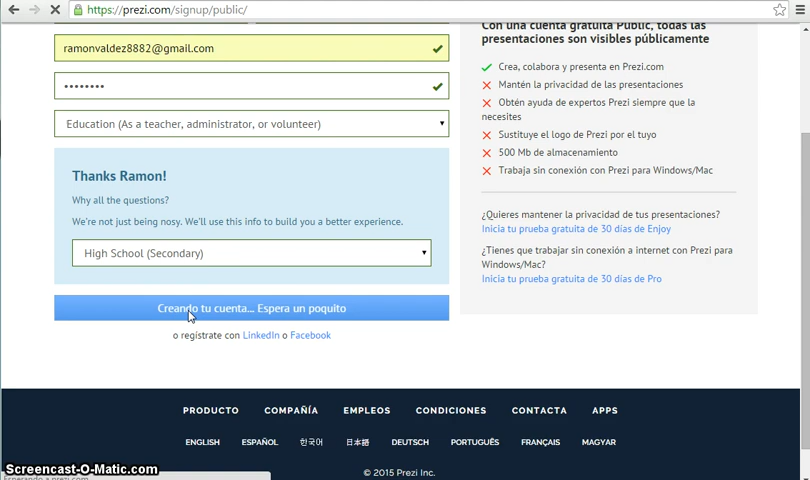 https://prezi.com/signup/public/
Con una cuenta gratuita Public, todas las
presentaciones son visibles públicamente
ramonvaldez8882@gmail.com
Crea, colabora y presenta en Prezi.com
Mantén la privacidad de las presentaciones
Obtén ayuda de expertos Prezi siempre que la
necesites
Sustituye el logo de Prezi por el tuyo
500 Mb de almacenamiento
Trabaja sin conexión con Prezi para Windows/Mac
Education (As a teacher, administrator, or volunteer)
Thanks Ramon!
Why all the questions?
We're not just being nosy. We'll use this info to build you a better experience.
High School (Secondary)
¿Quieres mantener la privacidad de tus presentaciones?
Inicia tu prueba gratuita de 30 días de Enjoy
¿Tienes que trabajar sin conexión a internet con Prezi para
Windows/Mac?
Inicia tu prueba gratuita de 30 días de Pro
Creando tu cuenta... Espera un poquito
o regístrate con LinkedIn o Facebook
PRODUCTO COMPAÑÍA EMPLEOS CONDICIONES CONTACTA APPS
ENGLISH ESPAÑOL 한국어 日本語 DEUTSCH PORTUGUÊS FRANÇAIS MAGYAR
© 2015 Prezi Inc.
Screencast-O-Matic.com